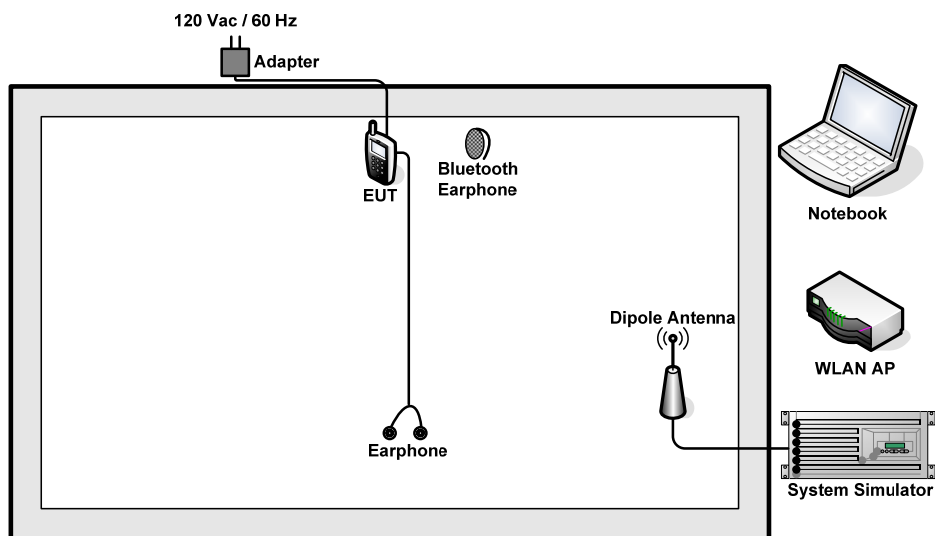 120 Vac / 60 Hz
Adapter
EUT
Bluetooth
Earphone
Notebook
Dipole Antenna
WLAN AP
Earphone
System Simulator